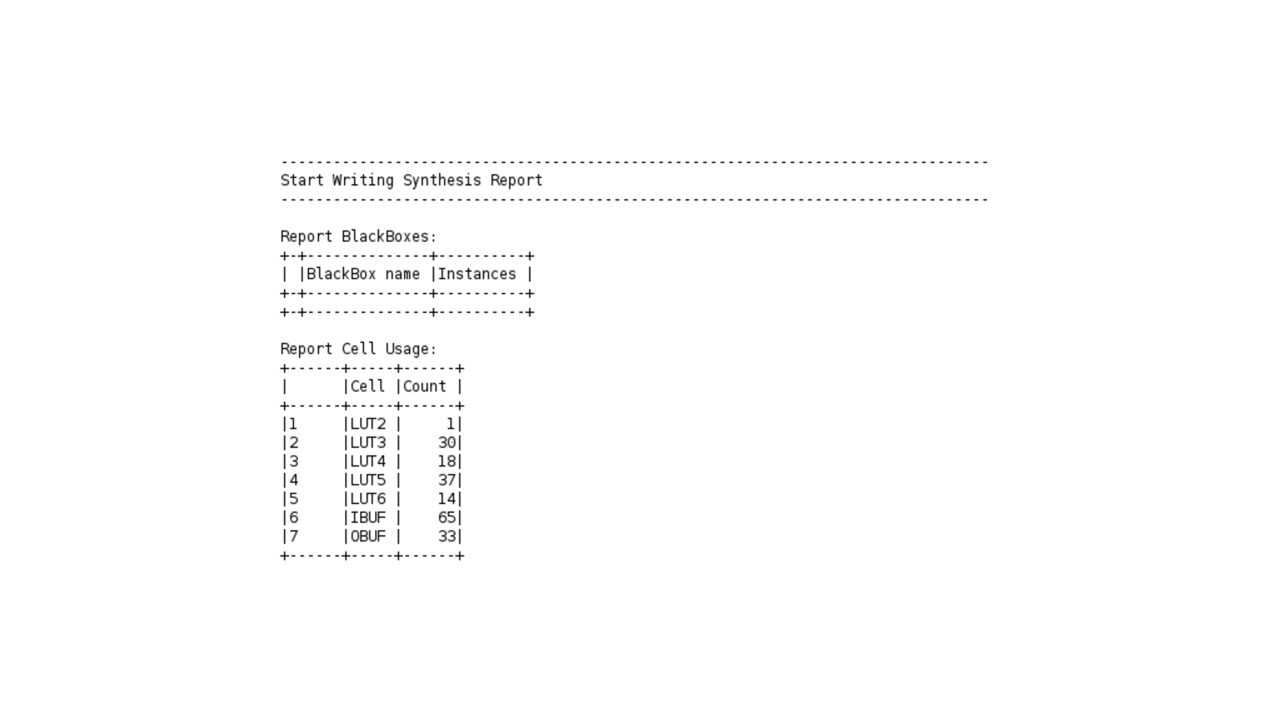 ---------------------------------------------------------------------------------
Start Writing Synthesis Report
---------------------------------------------------------------------------------
Report BlackBoxes:
+-+--------------+----------+
| |BlackBox name |Instances |
+-+--------------+----------+
+-+--------------+----------+
Report Cell Usage:
+------+-----+------+
|      |Cell |Count |
+------+-----+------+
|1     |LUT2 |     1|
|2     |LUT3 |    30|
|3     |LUT4 |    18|
|4     |LUT5 |    37|
|5     |LUT6 |    14|
|6     |IBUF |    65|
|7     |OBUF |    33|
+------+-----+------+